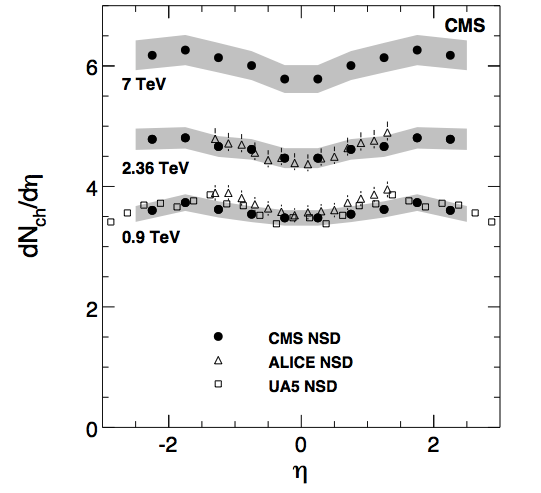 CMS
dN_ch/dη
6
4
2
0
7 TeV
2.36 TeV
0.9 TeV
CMS NSD
ALICE NSD
UA5 NSD
-2 0 2
η